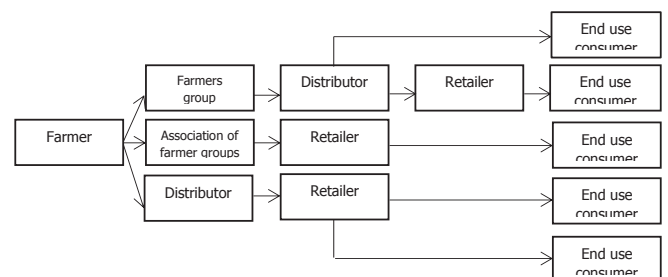 End use
consumer
Farmers
group
Distributor
Retailer
End use
consumer
Farmer
Association of
farmer groups
Retailer
End use
consumer
Distributor
Retailer
End use
consumer
End use
consumer